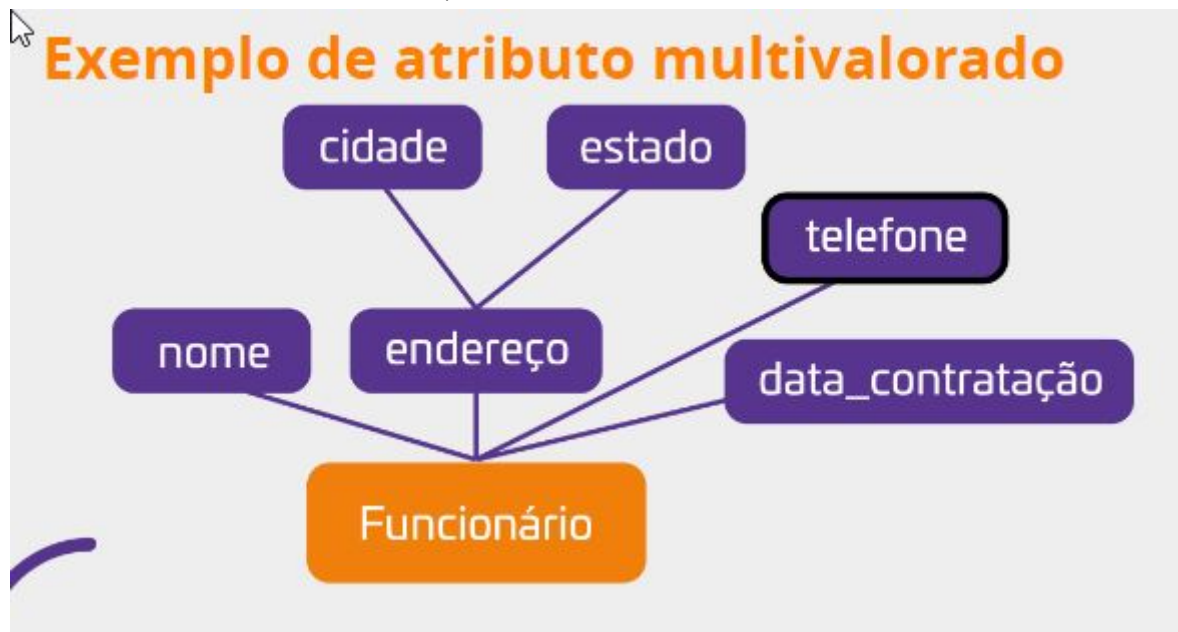 Exemplo de atributo multivalorado
cidade
estado
telefone
nome
endereço
data_contratação
Funcionário